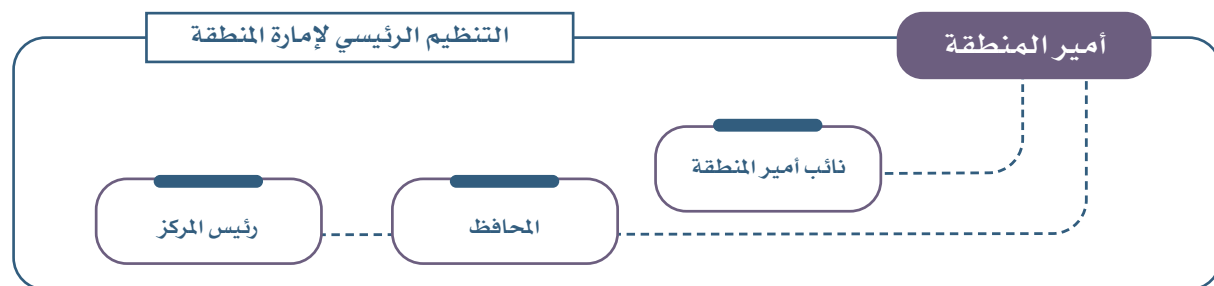 أمير المنطقة
التنظيم الرئيسي لإمارة المنطقة
نائب أمير المنطقة
المحافظ
رئيس المركز